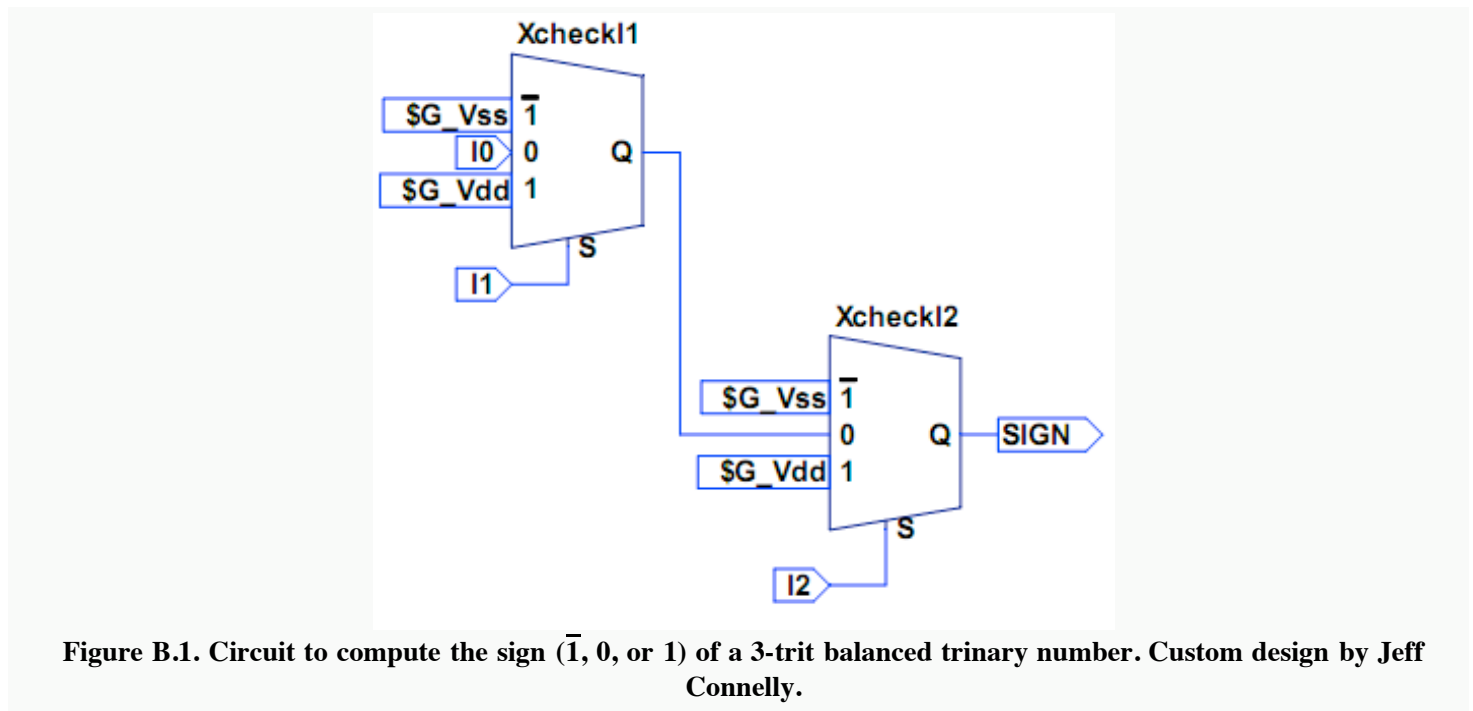 XcheckI1
$G_Vss 1̅
I0 0 Q
$G_Vdd 1
S
I1
XcheckI2
$G_Vss 1̅
0 Q SIGN
$G_Vdd 1
S
I2
Figure B.1. Circuit to compute the sign (1̅, 0, or 1) of a 3-trit balanced trinary number. Custom design by Jeff
Connelly.